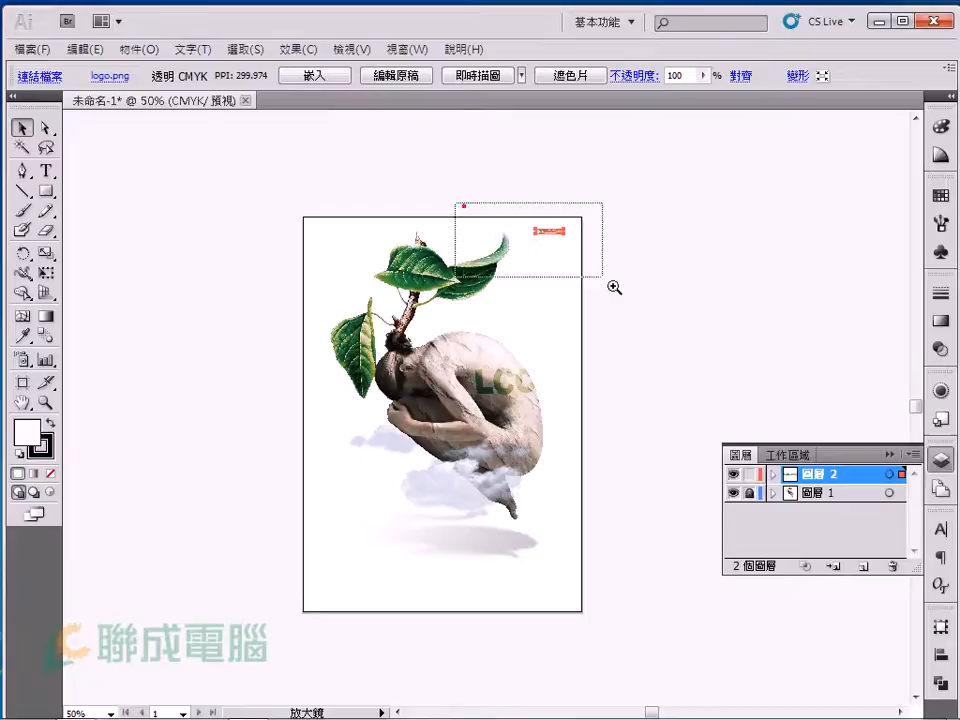 Ai Br 基本功能 CS Live
檔案(F) 編輯(E) 物件(O) 文字(T) 選取(S) 效果(C) 檢視(V) 視窗(W) 說明(H)
連結檔案 logo.png 透明 CMYK PPI: 299.974 嵌入 編輯原稿 即時描圖 遮色片 不透明度: 100 % 對齊 變形
未命名-1* @ 50% (CMYK/ 預視)
LCC
圖層 工作區域
圖層 2
圖層 1
2 個圖層
聯成電腦
50% 1 放大鏡